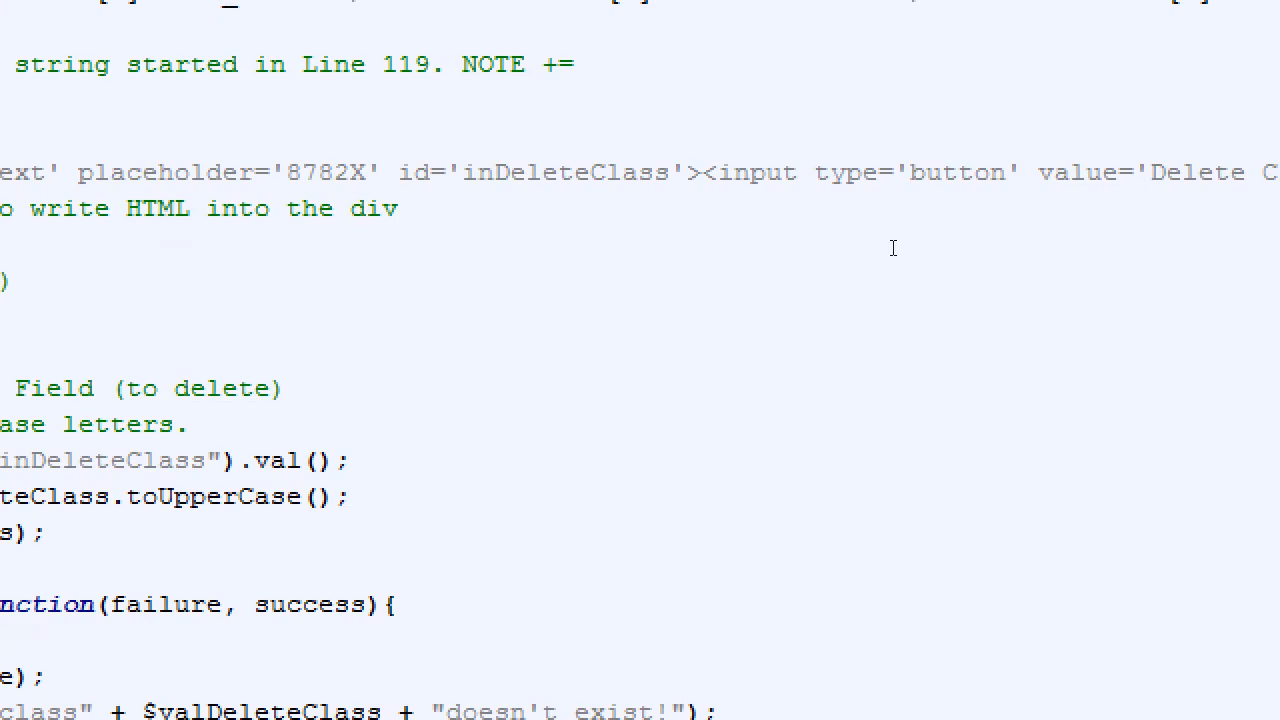 string started in Line 119. NOTE +=
ext' placeholder='8782X' id='inDeleteClass'><input type='button' value='Delete C
o write HTML into the div
)
Field (to delete)
ase letters.
inDeleteClass").val();
teClass.toUpperCase();
s);
nction(failure, success){
e);
class" + $valDeleteClass + "doesn't exist!");